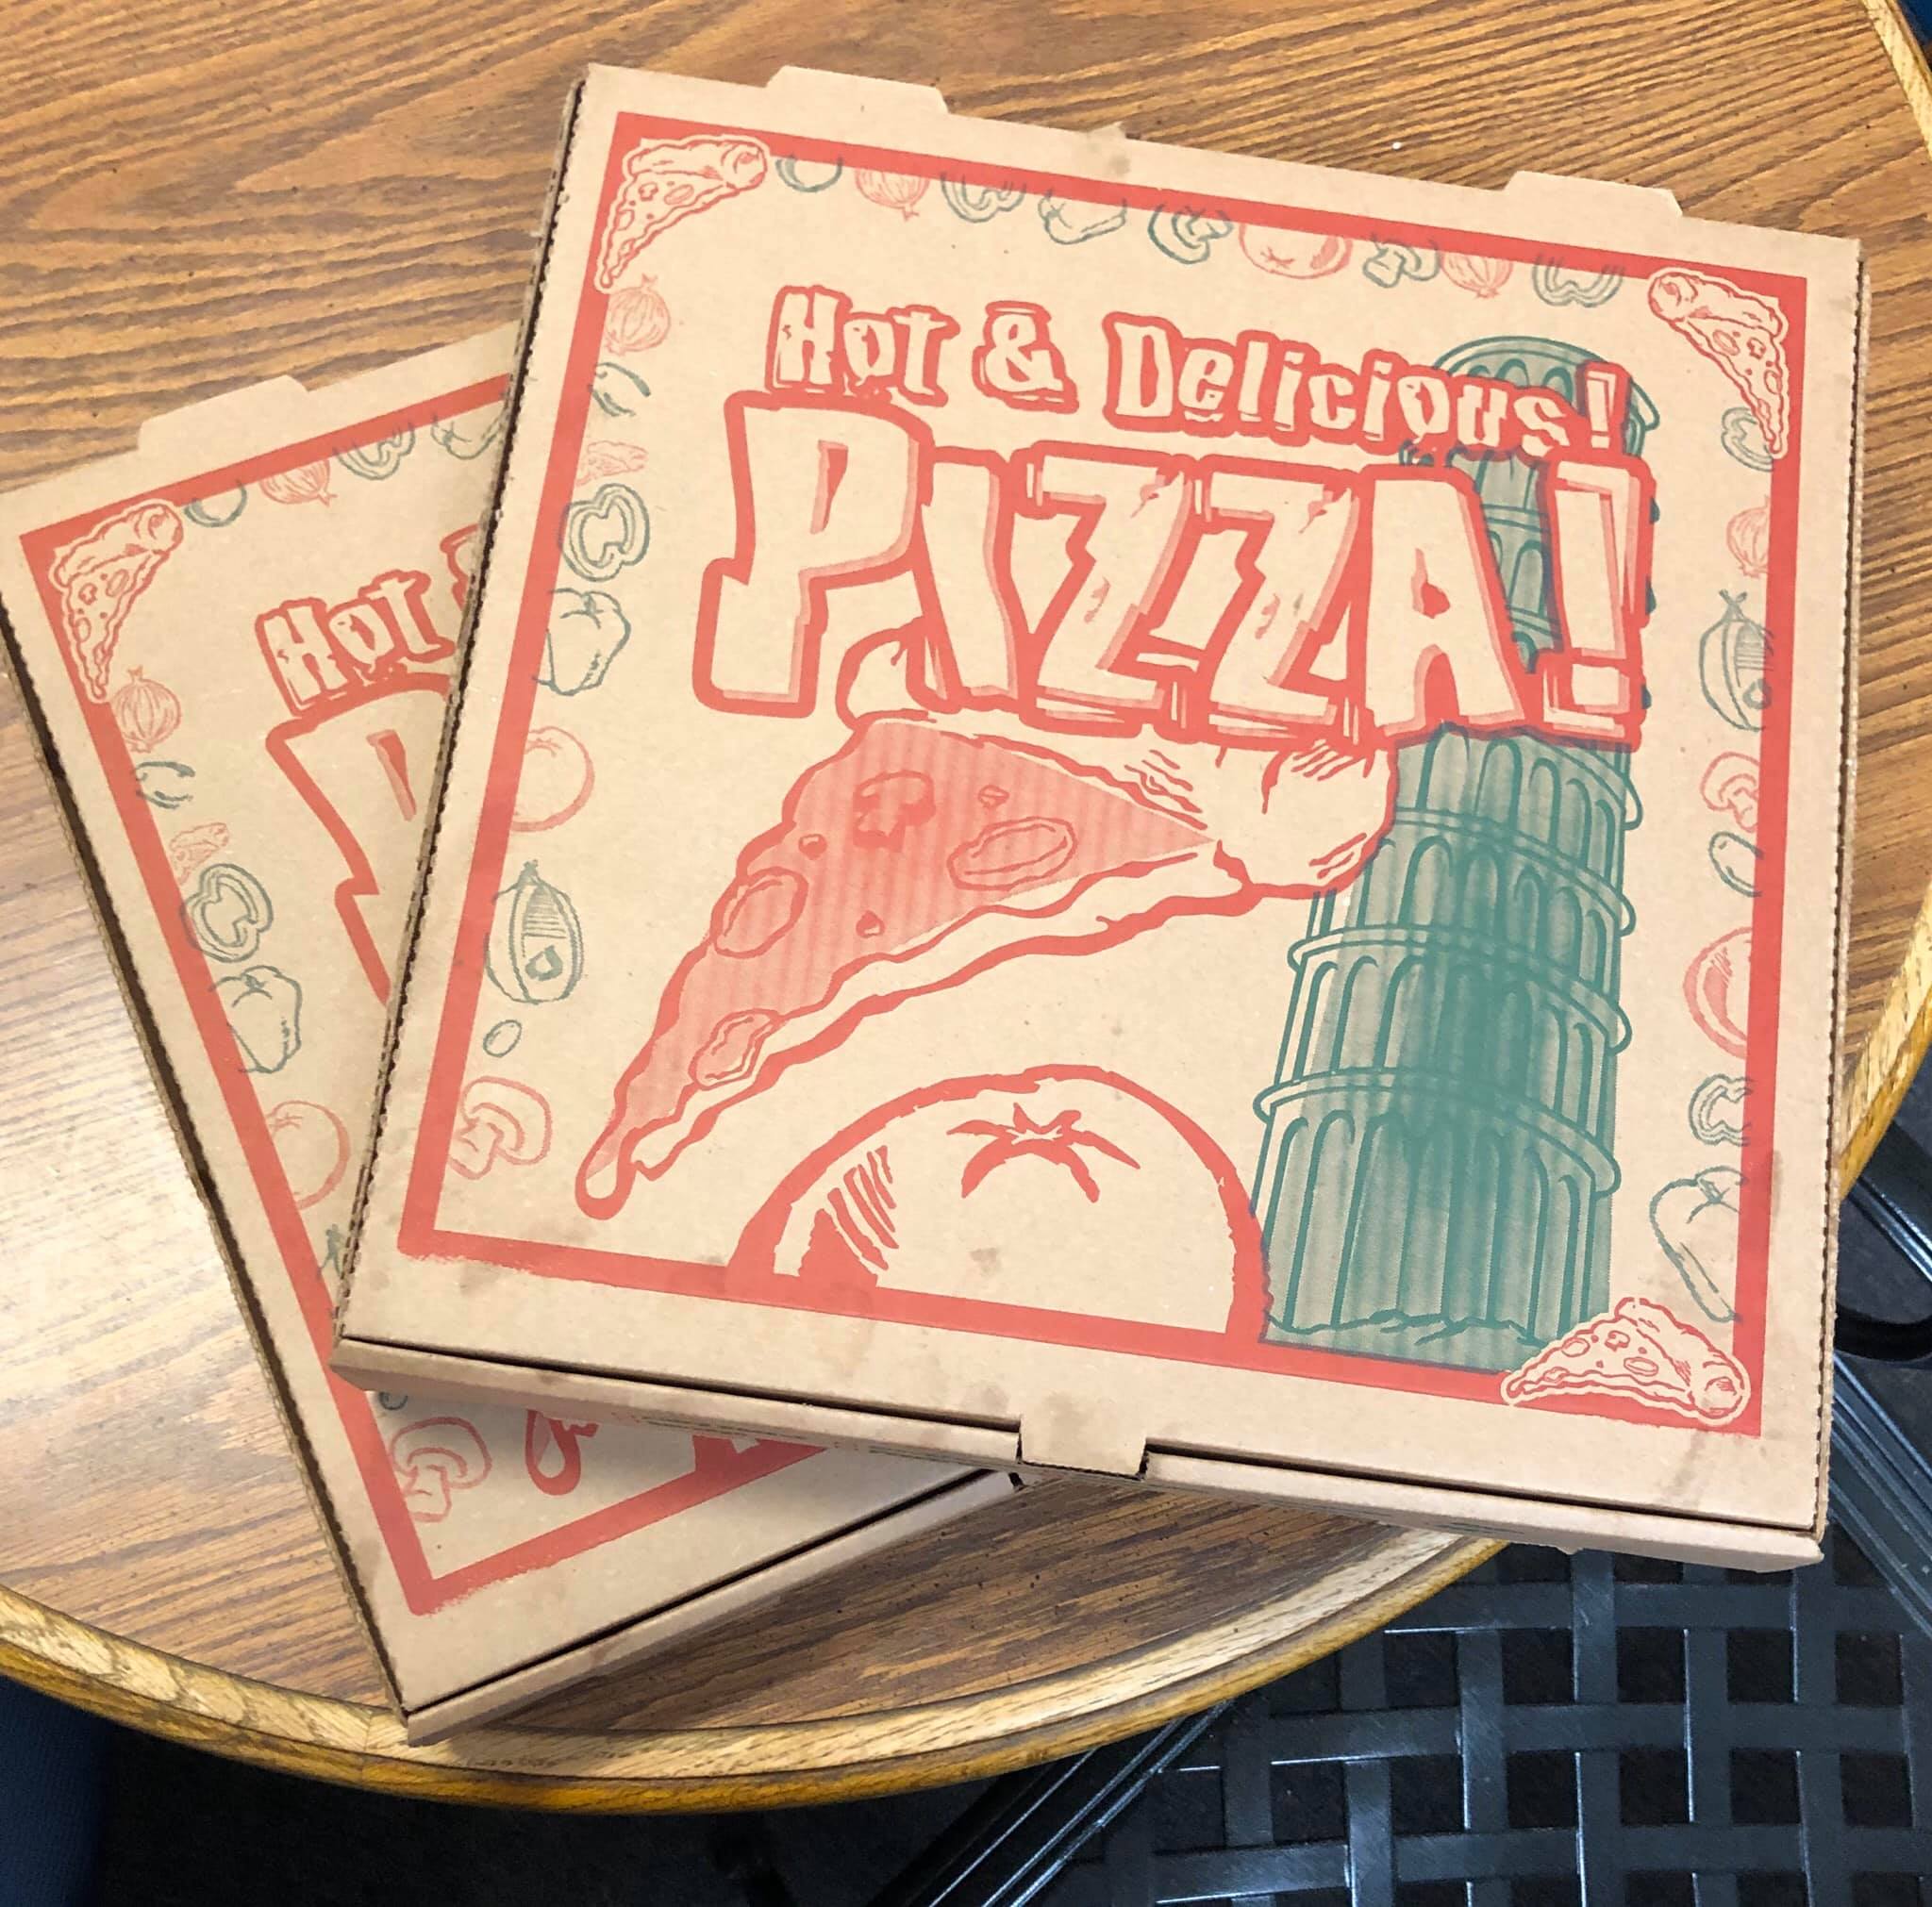 Hot & Delicious!
PIZZA!
Hot
P